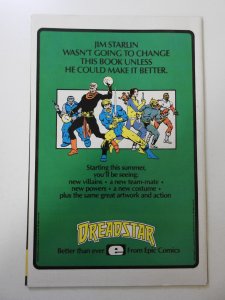 JIM STARLIN
WASN'T GOING TO CHANGE
THIS BOOK UNLESS
HE COULD MAKE IT BETTER.
Starting this summer,
you'll be seeing:
new villains • a new team-mate •
new powers • a new costume •
plus the same great artwork and action
DREADSTAR
Better than ever
From Epic Comics